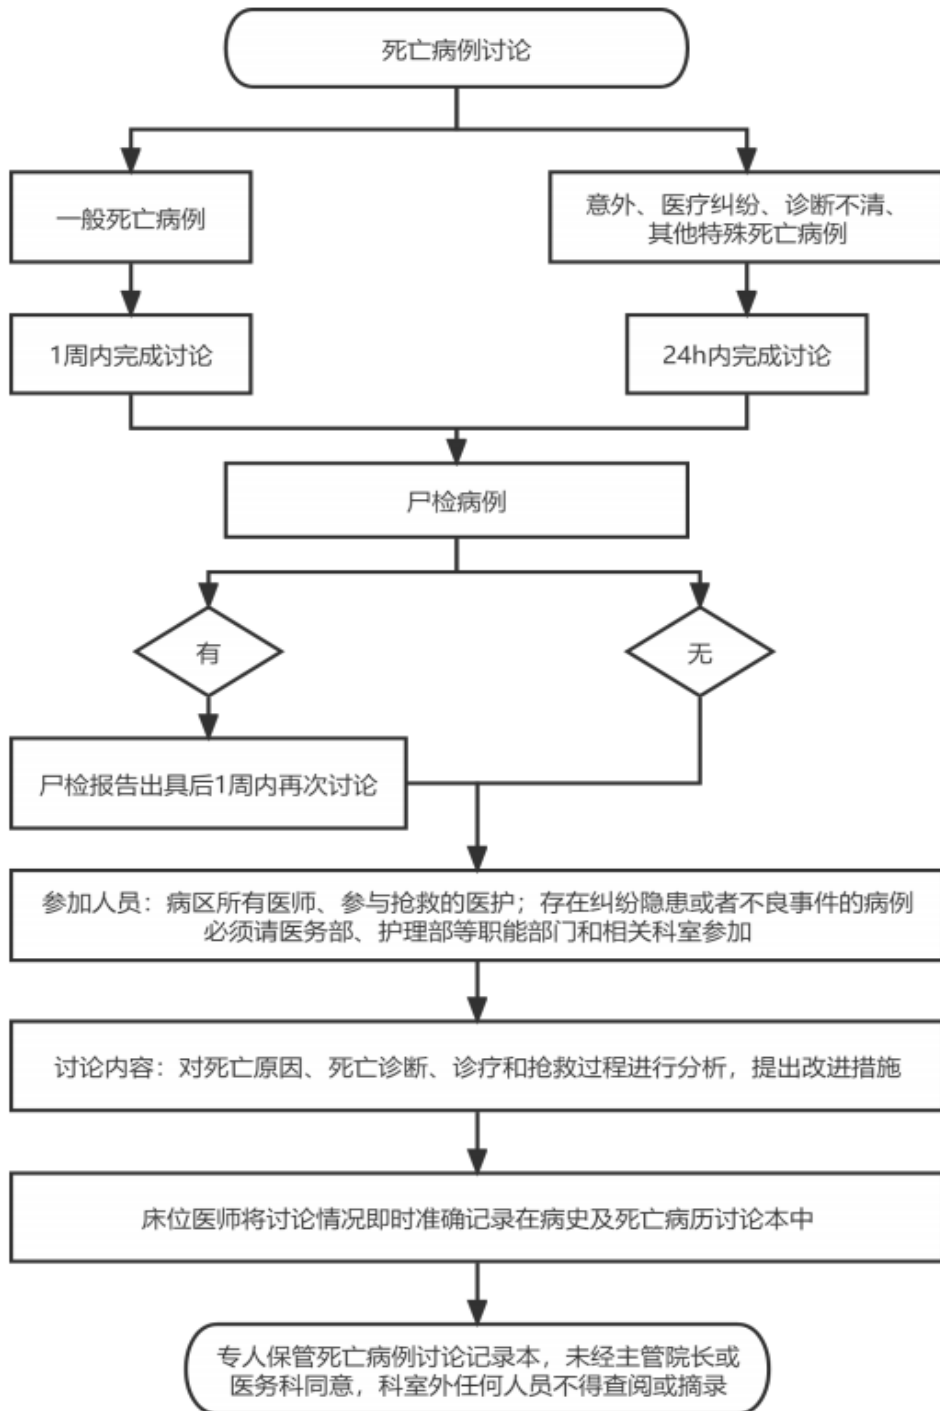 死亡病例讨论
一般死亡病例
意外、医疗纠纷、诊断不清、
其他特殊死亡病例
1周内完成讨论
24h内完成讨论
尸检病例
有
无
尸检报告出具后1周内再次讨论
参加人员：病区所有医师、参与抢救的医护；存在纠纷隐患或者不良事件的病例
必须请医务部、护理部等职能部门和相关科室参加
讨论内容：对死亡原因、死亡诊断、诊疗和抢救过程进行分析，提出改进措施
床位医师将讨论情况即时准确记录在病史及死亡病历讨论本中
专人保管死亡病例讨论记录本，未经主管院长或
医务科同意，科室外任何人员不得查阅或摘录